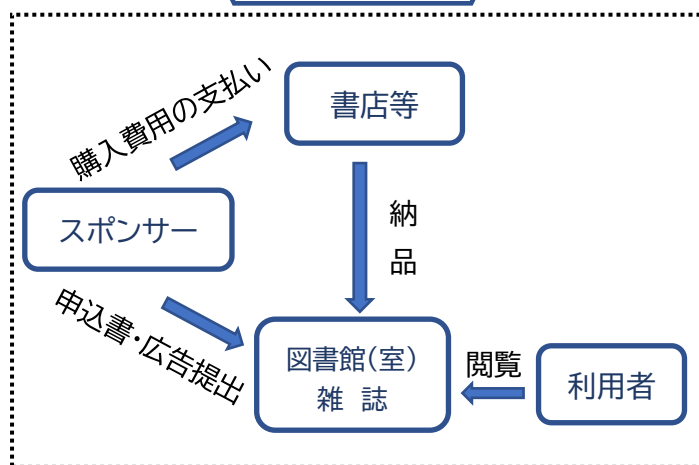 購入費用の支払い
書店等
スポンサー
納
品
申込書・広告提出
図書館(室)
雑 誌
閲覧
利用者